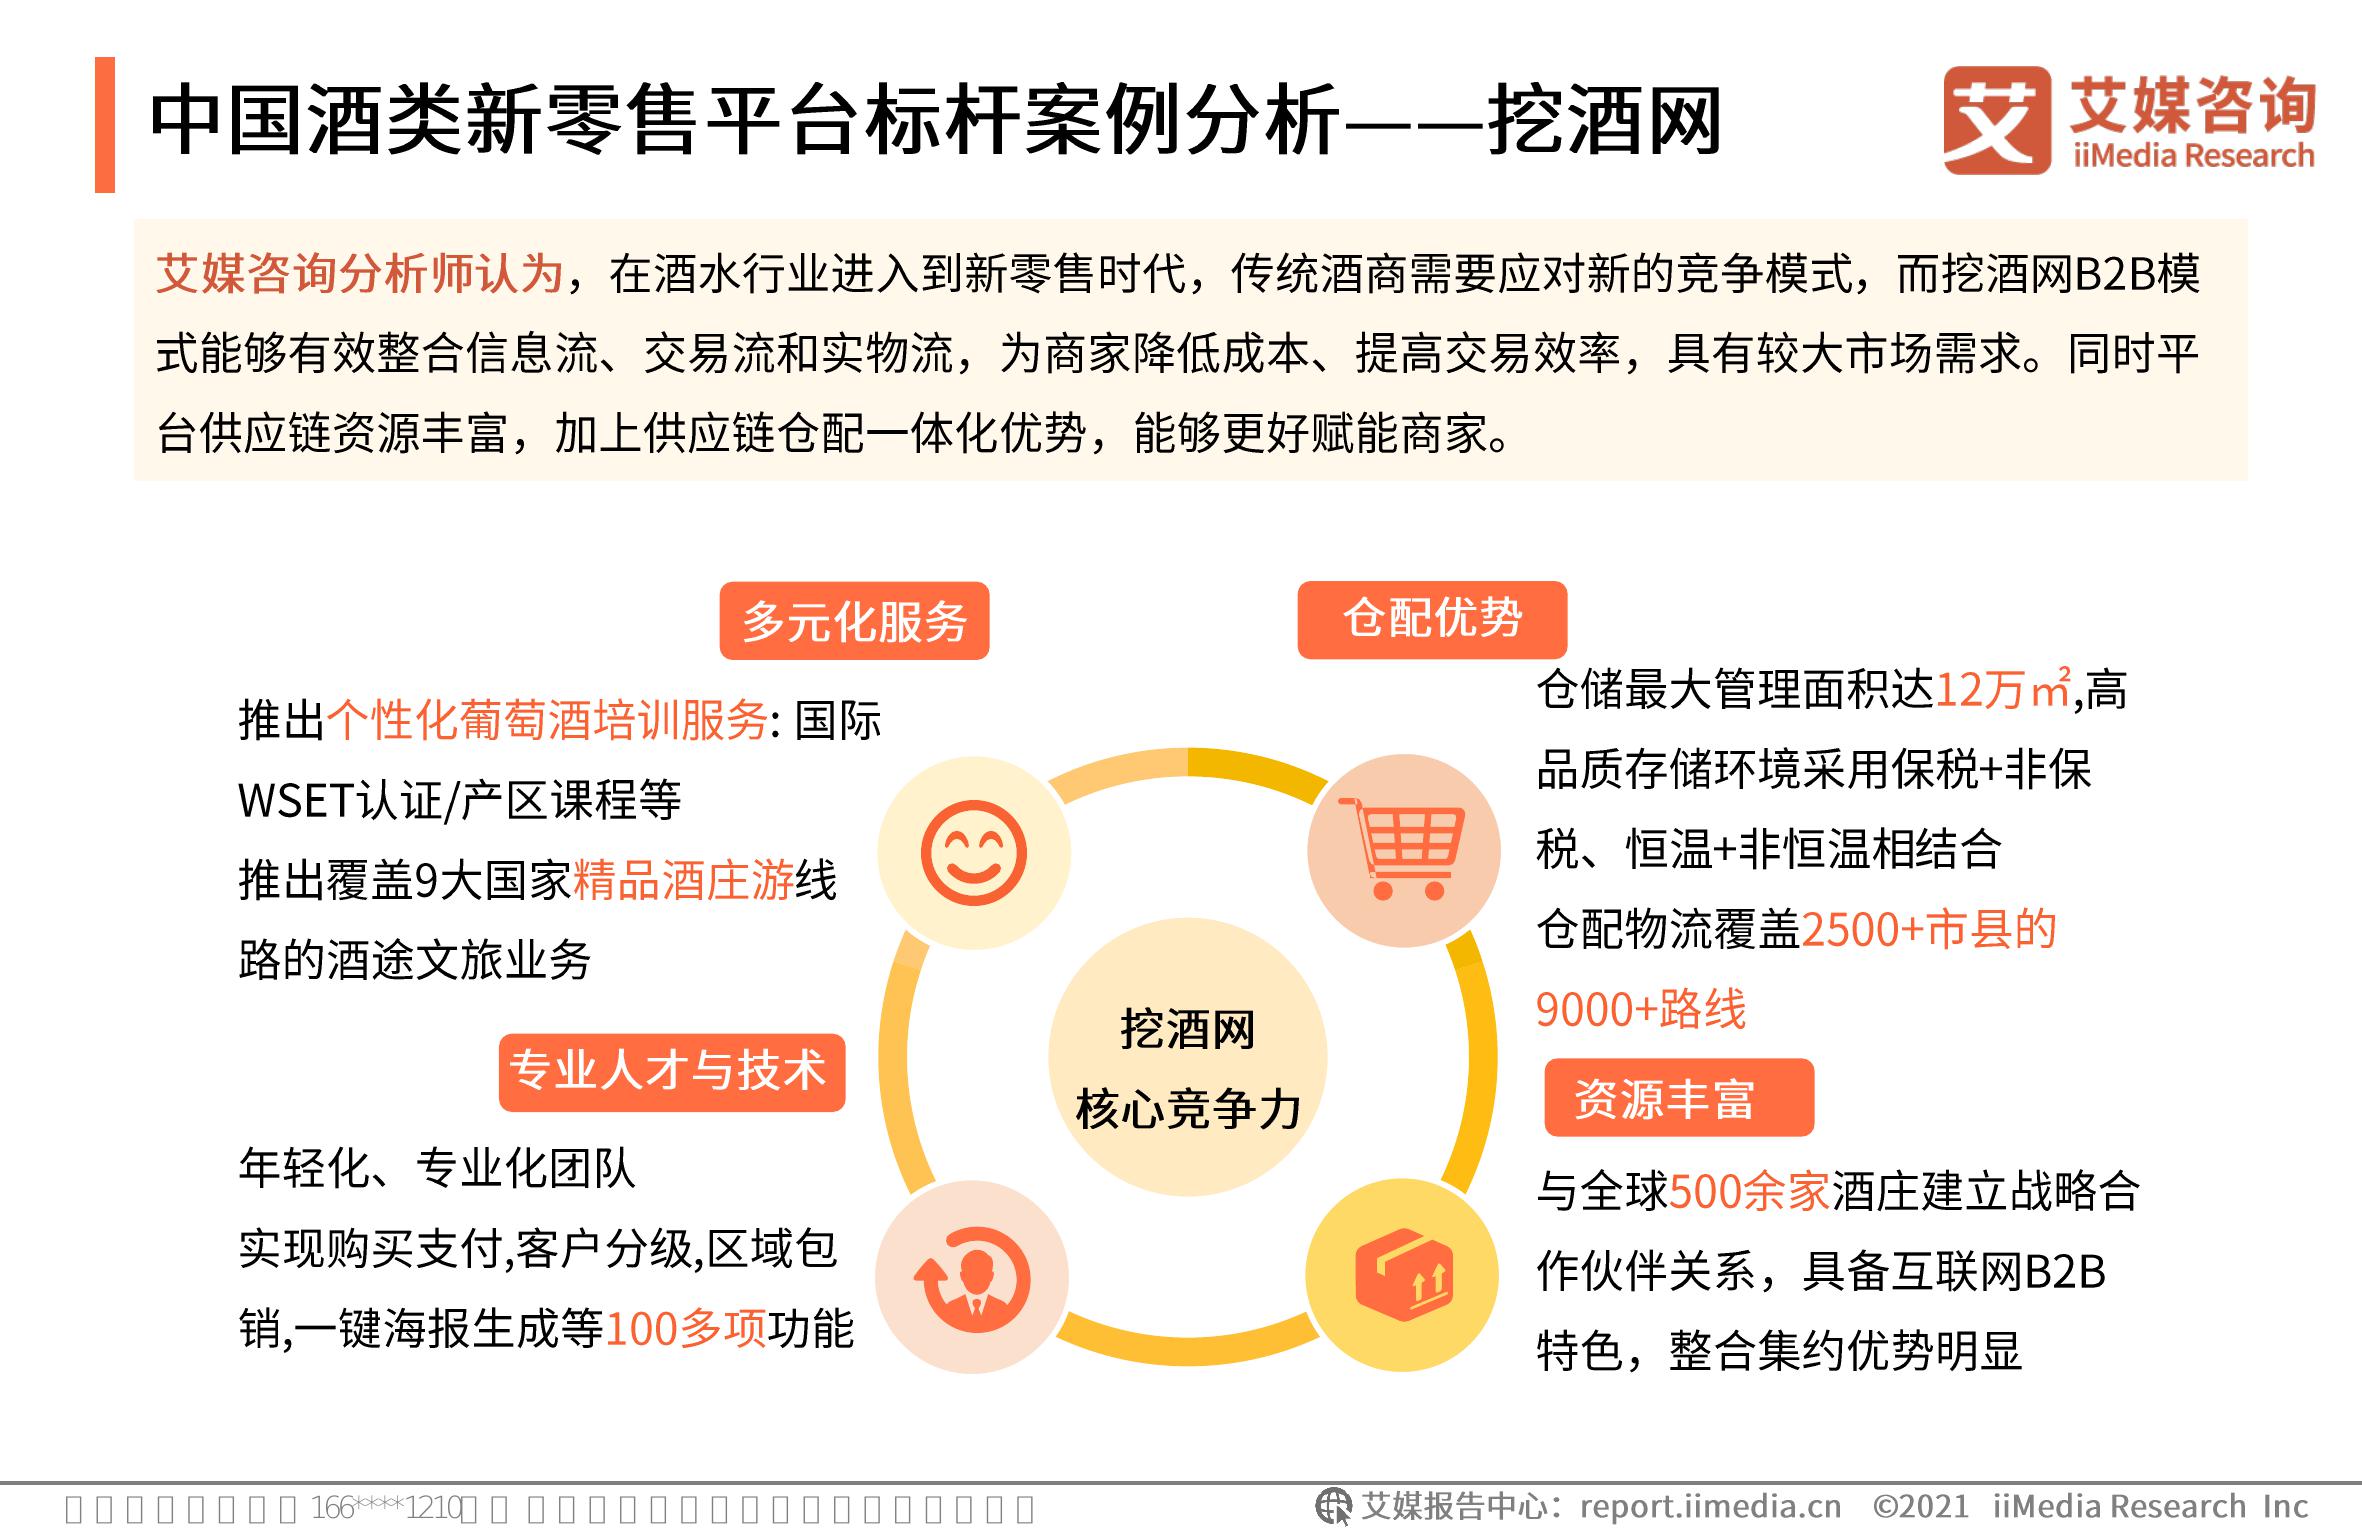 中国酒类新零售平台标杆案例分析——挖酒网
艾媒咨询
iiMedia Research
艾媒咨询分析师认为，在酒水行业进入到新零售时代，传统酒商需要应对新的竞争模式，而挖酒网B2B模
式能够有效整合信息流、交易流和实物流，为商家降低成本、提高交易效率，具有较大市场需求。同时平
台供应链资源丰富，加上供应链仓配一体化优势，能够更好赋能商家。
多元化服务
推出个性化葡萄酒培训服务: 国际
WSET认证/产区课程等
推出覆盖9大国家精品酒庄游线
路的酒途文旅业务
仓配优势
仓储最大管理面积达12万㎡,高
品质存储环境采用保税+非保
税、恒温+非恒温相结合
仓配物流覆盖2500+市县的
9000+路线
挖酒网
核心竞争力
专业人才与技术
年轻化、专业化团队
实现购买支付,客户分级,区域包
销,一键海报生成等100多项功能
资源丰富
与全球500余家酒庄建立战略合
作伙伴关系，具备互联网B2B
特色，整合集约优势明显
166****1210
艾媒报告中心：report.iimedia.cn ©2021 iiMedia Research Inc